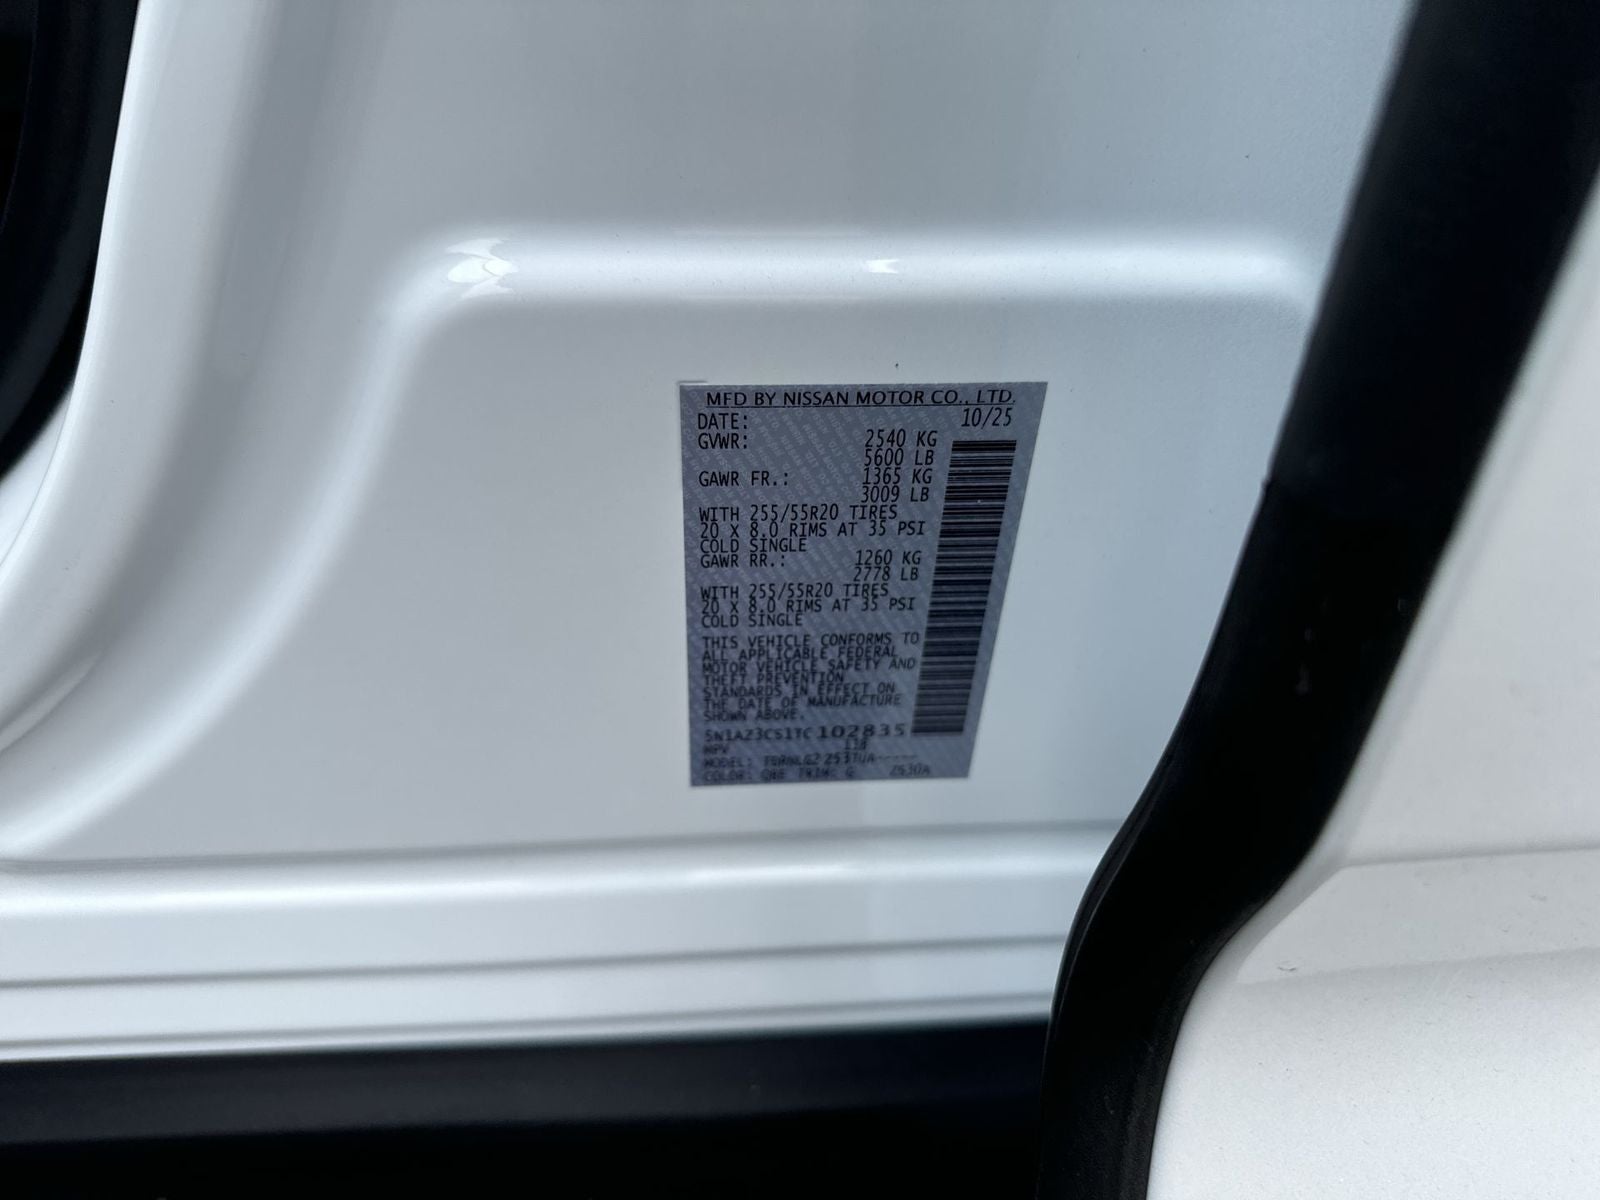 MFD BY NISSAN MOTOR CO., LTD.
DATE: 10/25
GVWR: 2540 KG
5600 LB
GAWR FR.: 1365 KG
3009 LB
WITH 255/55R20 TIRES
20 X 8.0 RIMS AT 35 PSI
COLD SINGLE
GAWR RR.: 1260 KG
2778 LB
WITH 255/55R20 TIRES
20 X 8.0 RIMS AT 35 PSI
COLD SINGLE
THIS VEHICLE CONFORMS TO
ALL APPLICABLE FEDERAL
MOTOR VEHICLE SAFETY AND
THEFT PREVENTION
STANDARDS IN EFFECT ON
THE DATE OF MANUFACTURE
SHOWN ABOVE.
5N1AZ3CS1TC102835
MPV 118
MODEL:
COLOR: QBE TRIM: G